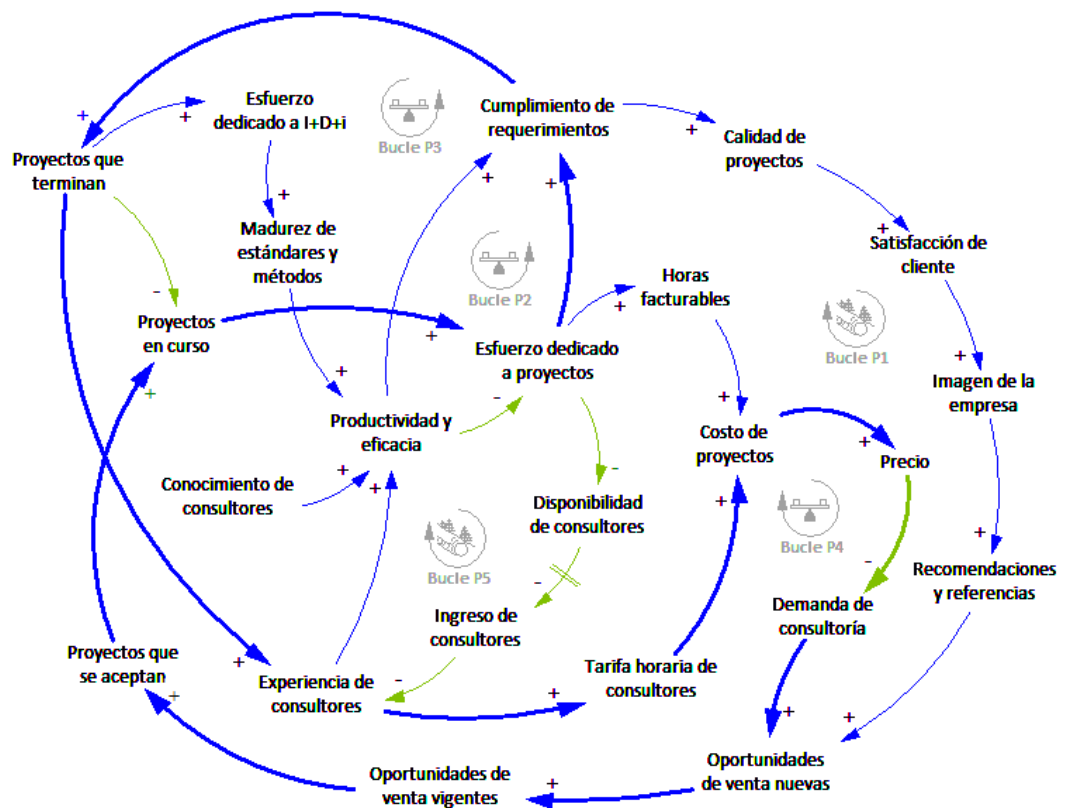 Esfuerzo
dedicado a I+D+i
+
+
Bucle P3
Cumplimiento de
requerimientos
+
Calidad de
proyectos
Proyectos que
terminan
+
+
+
+
Satisfacción de
cliente
Madurez de
estándares y
métodos
-
Bucle P2
Horas
facturables
+
Proyectos
en curso
+
+
Esfuerzo dedicado
a proyectos
Bucle P1
+
Imagen de la
empresa
+
-
Productividad y
eficacia
+
Costo de
proyectos
+
Precio
Conocimiento de
consultores
+
+
-
+
Disponibilidad
de consultores
Bucle P4
+
Recomendaciones
y referencias
Bucle P5
-
-
Demanda de
consultoría
Ingreso de
consultores
Proyectos que
se aceptan
+
+
Experiencia de
consultores
-
+
Tarifa horaria de
consultores
+
+
Oportunidades
de venta nuevas
Oportunidades de
venta vigentes
+